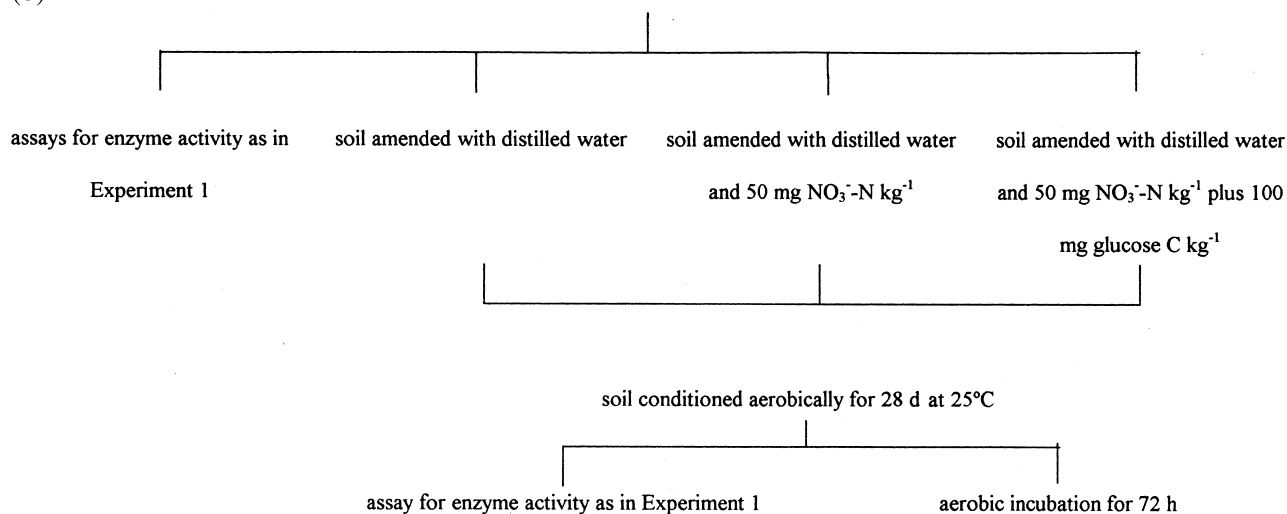 assays for enzyme activity as in
Experiment 1
soil amended with distilled water
soil amended with distilled water
and 50 mg NO₃⁻-N kg⁻¹
soil amended with distilled water
and 50 mg NO₃⁻-N kg⁻¹ plus 100
mg glucose C kg⁻¹
soil conditioned aerobically for 28 d at 25°C
assay for enzyme activity as in Experiment 1
aerobic incubation for 72 h